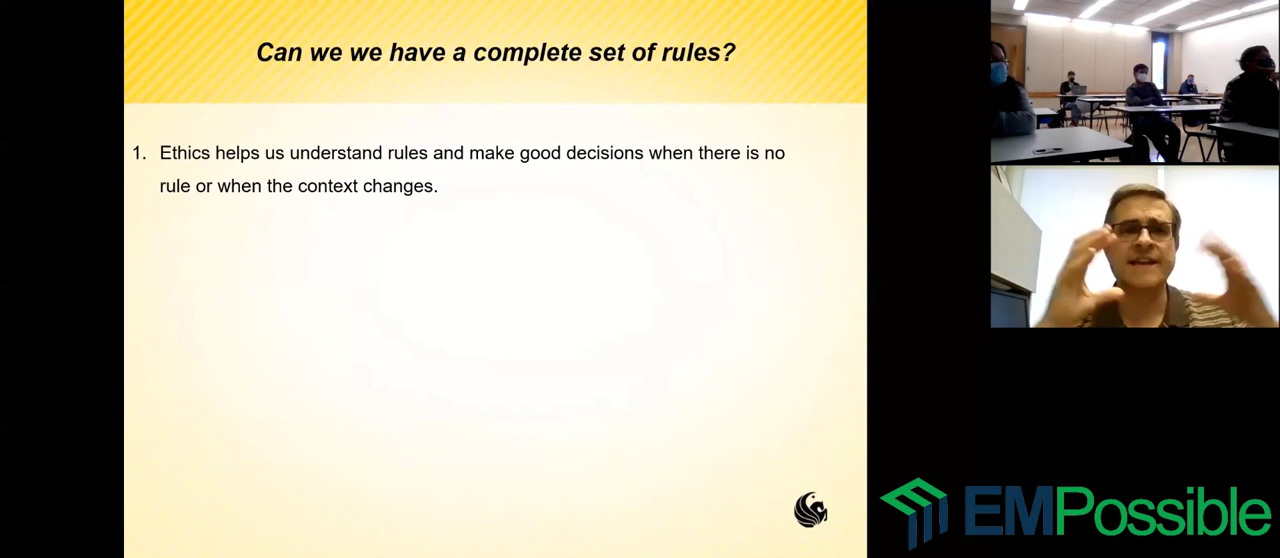 Can we we have a complete set of rules?
1. Ethics helps us understand rules and make good decisions when there is no
rule or when the context changes.
EMPossible